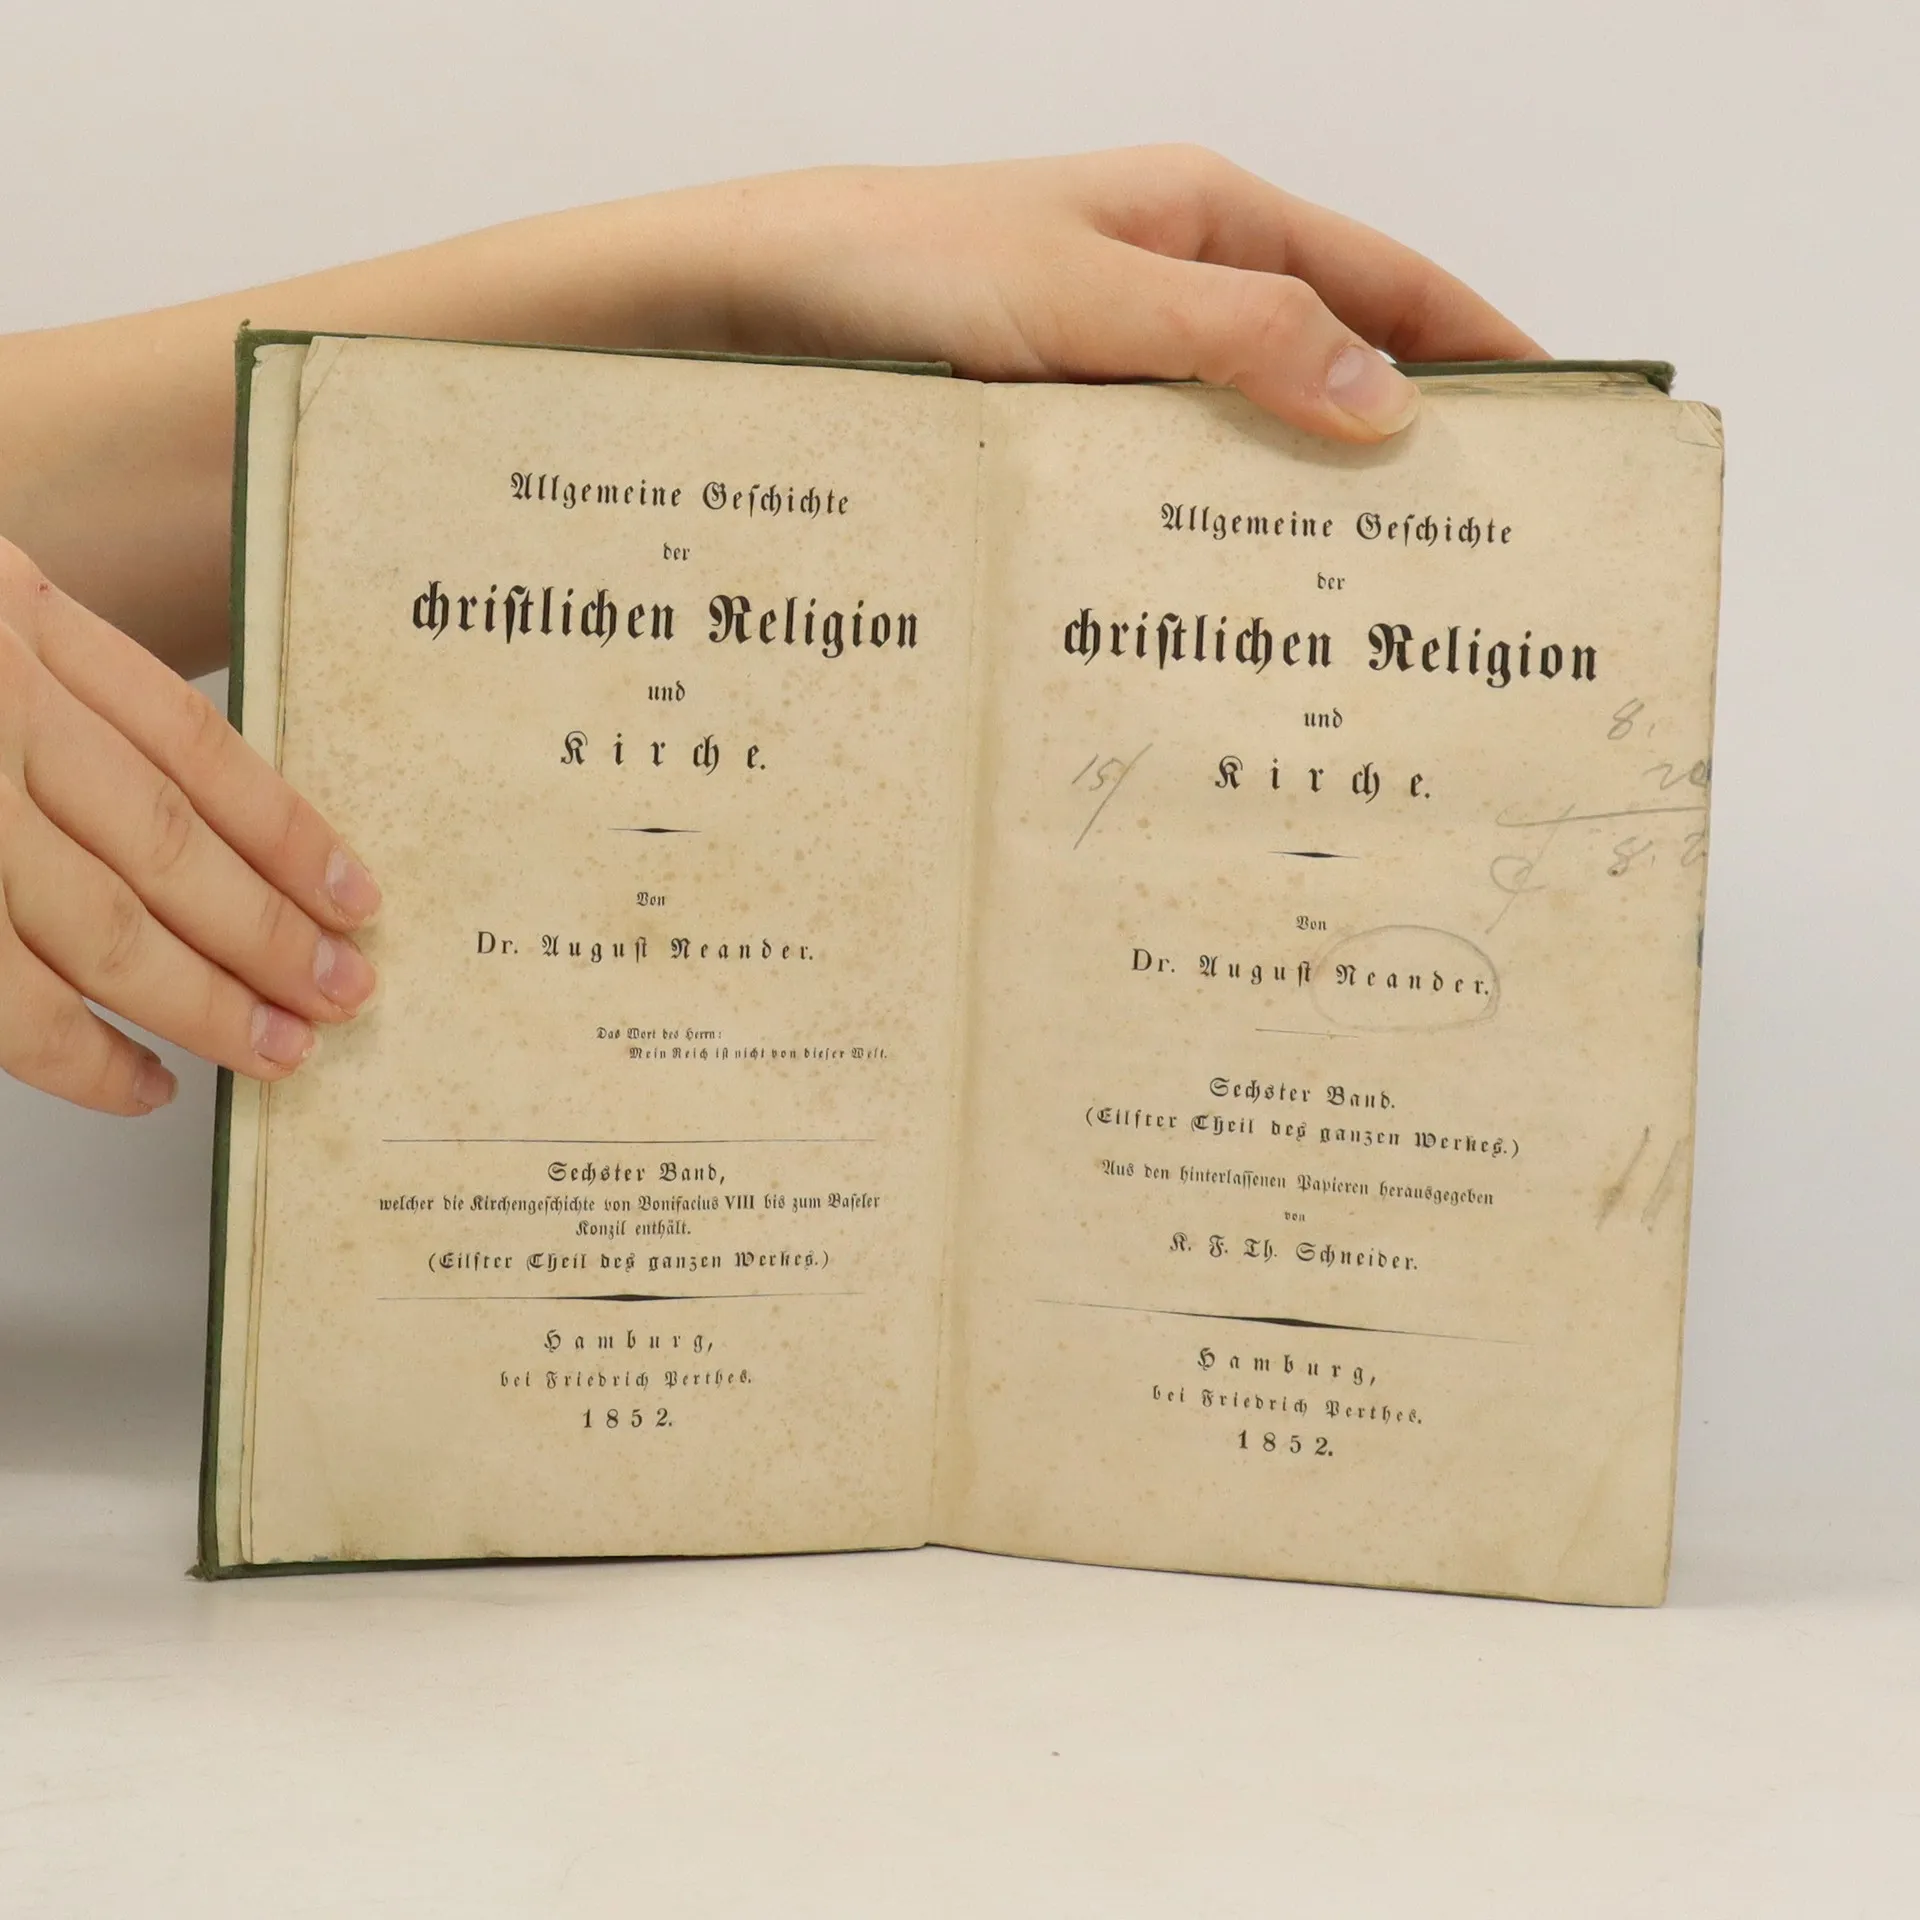 Allgemeine Geſchichte
der
chriſtlichen Religion
und
Kirche.
Von
Dr. Auguſt Neander.
Das Wort des Herrn:
Mein Reich iſt nicht von dieſer Welt.
Sechster Band,
welcher die Kirchengeſchichte von Bonifacius VIII bis zum Baſeler
Konzil enthält.
(Eilfter Theil des ganzen Werkes.)
Hamburg,
bei Friedrich Perthes.
1852.
Allgemeine Geſchichte
der
chriſtlichen Religion
und
Kirche.
15/
8.
Von
Dr. Auguſt Neander.
Sechster Band.
(Eilfter Theil des ganzen Werkes.)
Aus den hinterlaſſenen Papieren herausgegeben
von
K. F. Th. Schneider.
11
Hamburg,
bei Friedrich Perthes.
1852.